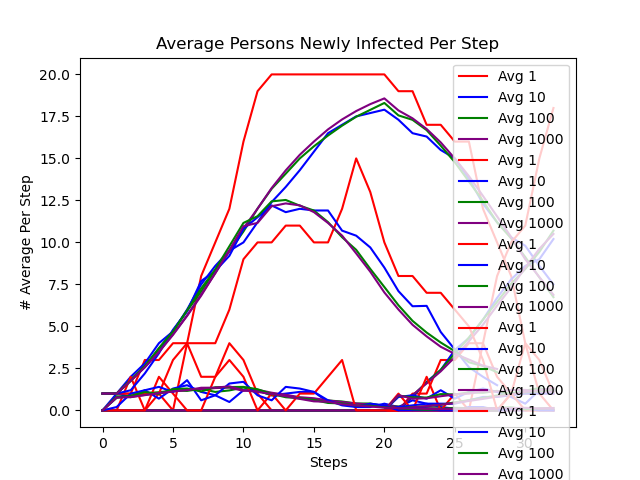 Average Persons Newly Infected Per Step
# Average Per Step
20.0
17.5
15.0
12.5
10.0
7.5
5.0
2.5
0.0
0
5
10
15
20
25
30
Steps
Avg 1
Avg 10
Avg 100
Avg 1000
Avg 1
Avg 10
Avg 100
Avg 1000
Avg 1
Avg 10
Avg 100
Avg 1000
Avg 1
Avg 10
Avg 100
Avg 1000
Avg 1
Avg 10
Avg 100
Avg 1000